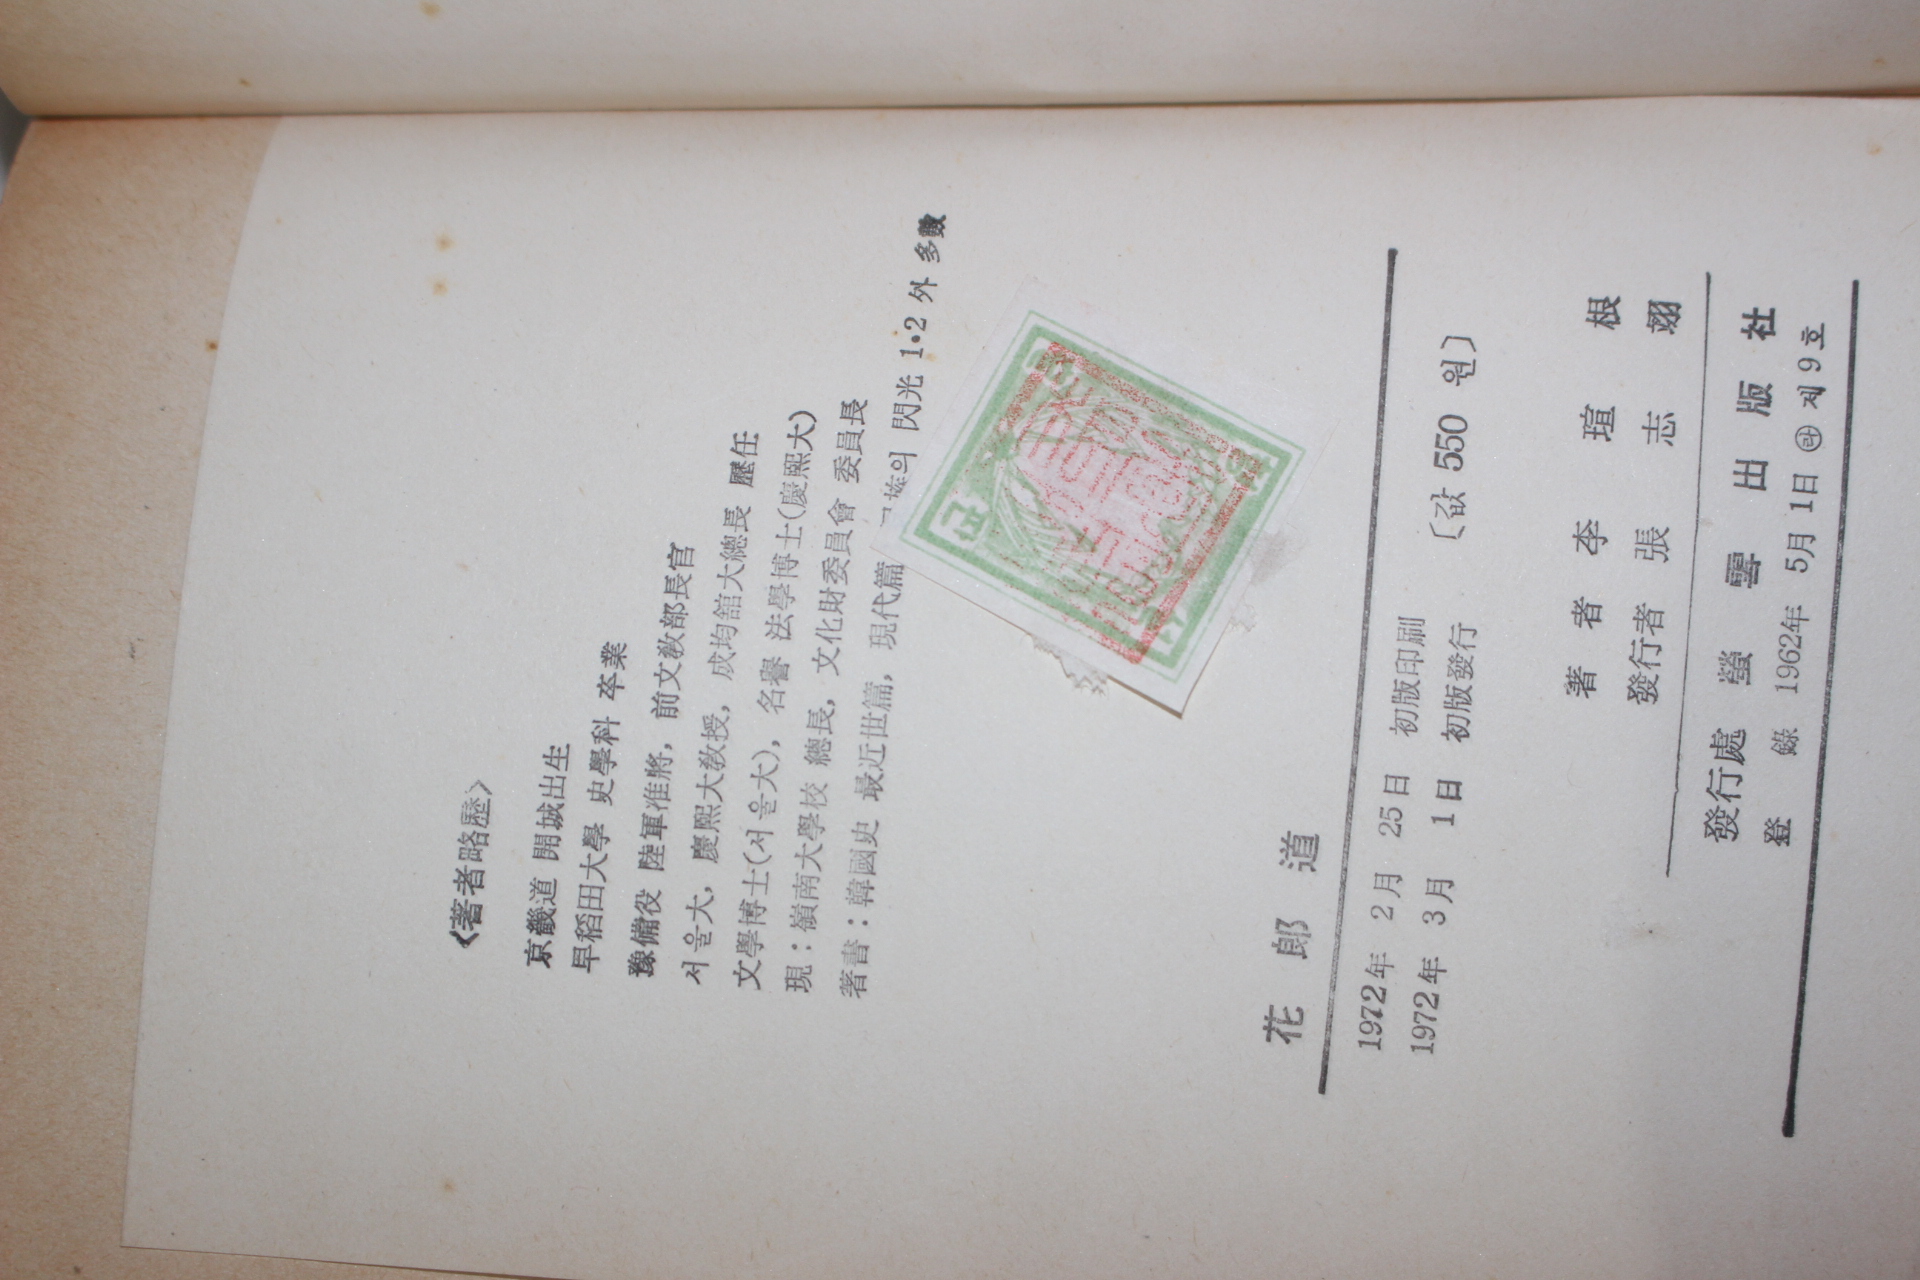 <著者略歷>
京畿道 開城出生
早稻田大學 史學科 卒業
豫備役 陸軍准將, 前文敎部長官
서울大, 慶熙大敎授, 成均館大總長 歷任
文學博士(서울大), 名譽 法學博士(慶熙大)
現 : 嶺南大學校 總長, 文化財委員會 委員長
著書 : 韓國史 最近世篇, 現代篇 의 閃光 1·2 外 多數
花郞道
1972年 2月 25日 初版印刷
1972年 3月 1日 初版發行 〔값 550 원〕
著者 李瑄根
發行者 張志翊
發行處 螢雪出版社
登錄 1962年 5月 1日 ㉱ 제 9 호